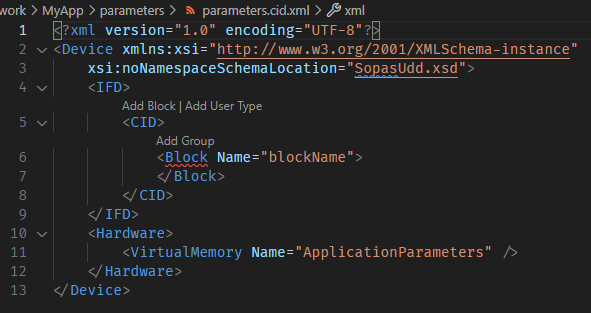 work > MyApp > parameters > parameters.cid.xml > xml
1 <?xml version="1.0" encoding="UTF-8"?>
2 <Device xmlns:xsi="http://www.w3.org/2001/XMLSchema-instance"
3 xsi:noNamespaceSchemaLocation="SopasUdd.xsd">
4 <IFD>
Add Block | Add User Type
5 <CID>
Add Group
6 <Block Name="blockName">
7 </Block>
8 </CID>
9 </IFD>
10 <Hardware>
11 <VirtualMemory Name="ApplicationParameters" />
12 </Hardware>
13 </Device>